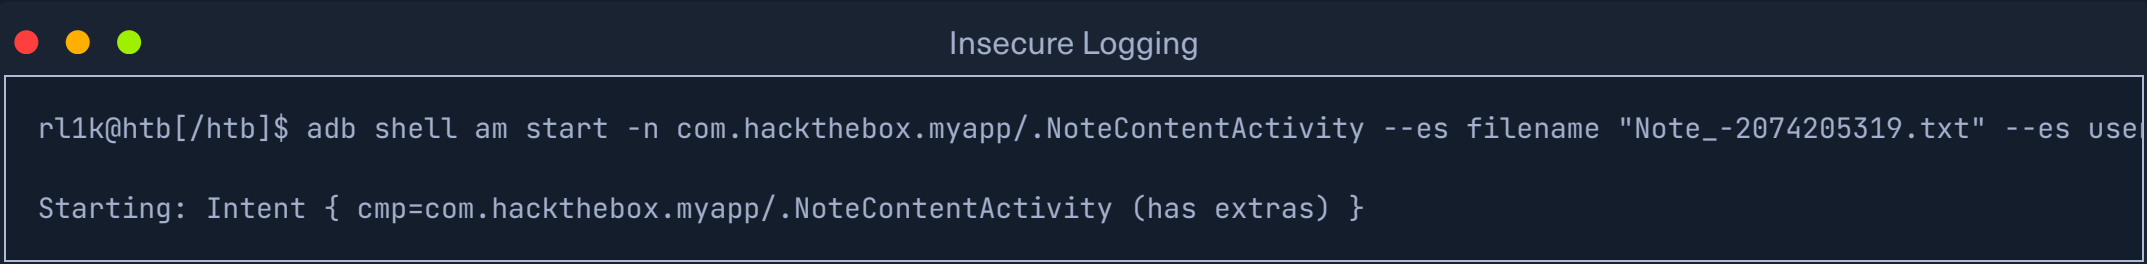 Insecure Logging
rl1k@htb[/htb]$ adb shell am start -n com.hackthebox.myapp/.NoteContentActivity --es filename "Note_-2074205319.txt" --es user
Starting: Intent { cmp=com.hackthebox.myapp/.NoteContentActivity (has extras) }